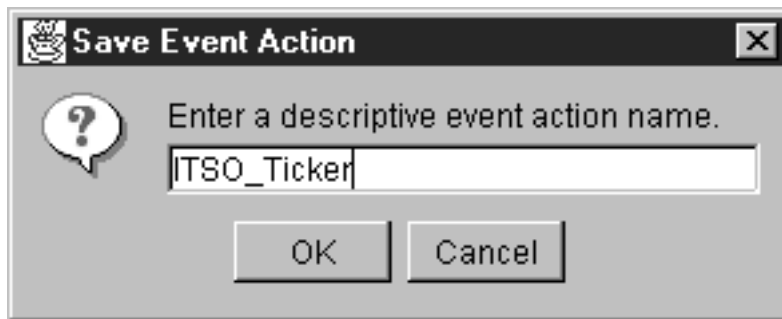 Save Event Action
Enter a descriptive event action name.
ITSO_Ticker
OK Cancel